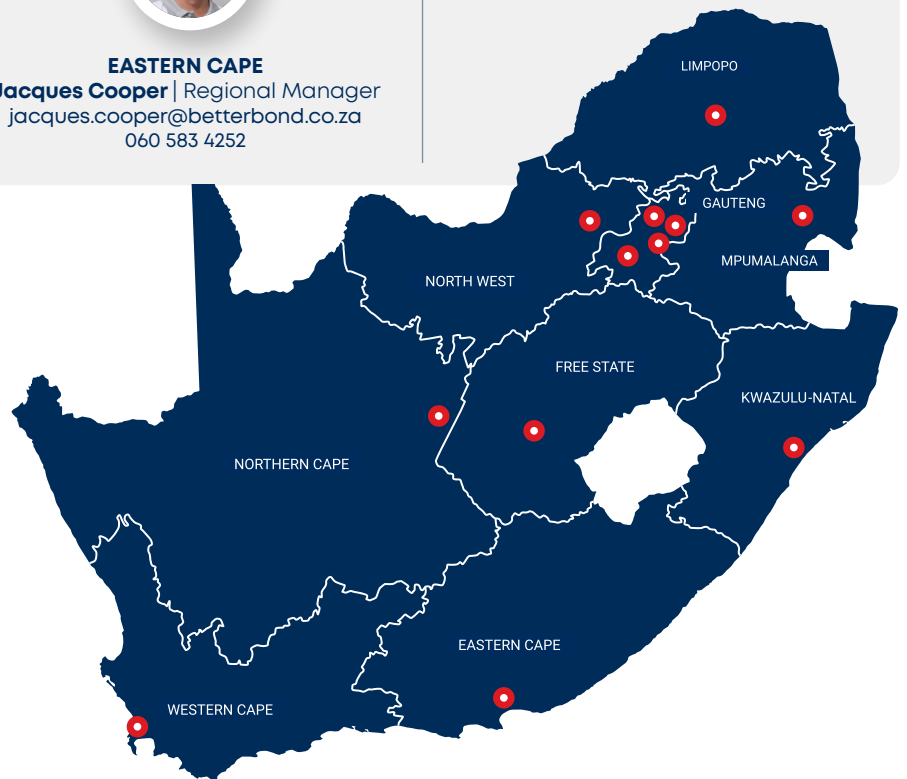 EASTERN CAPE
Jacques Cooper | Regional Manager
jacques.cooper@betterbond.co.za
060 583 4252
LIMPOPO
GAUTENG
MPUMALANGA
NORTH WEST
FREE STATE
KWAZULU-NATAL
NORTHERN CAPE
EASTERN CAPE
WESTERN CAPE